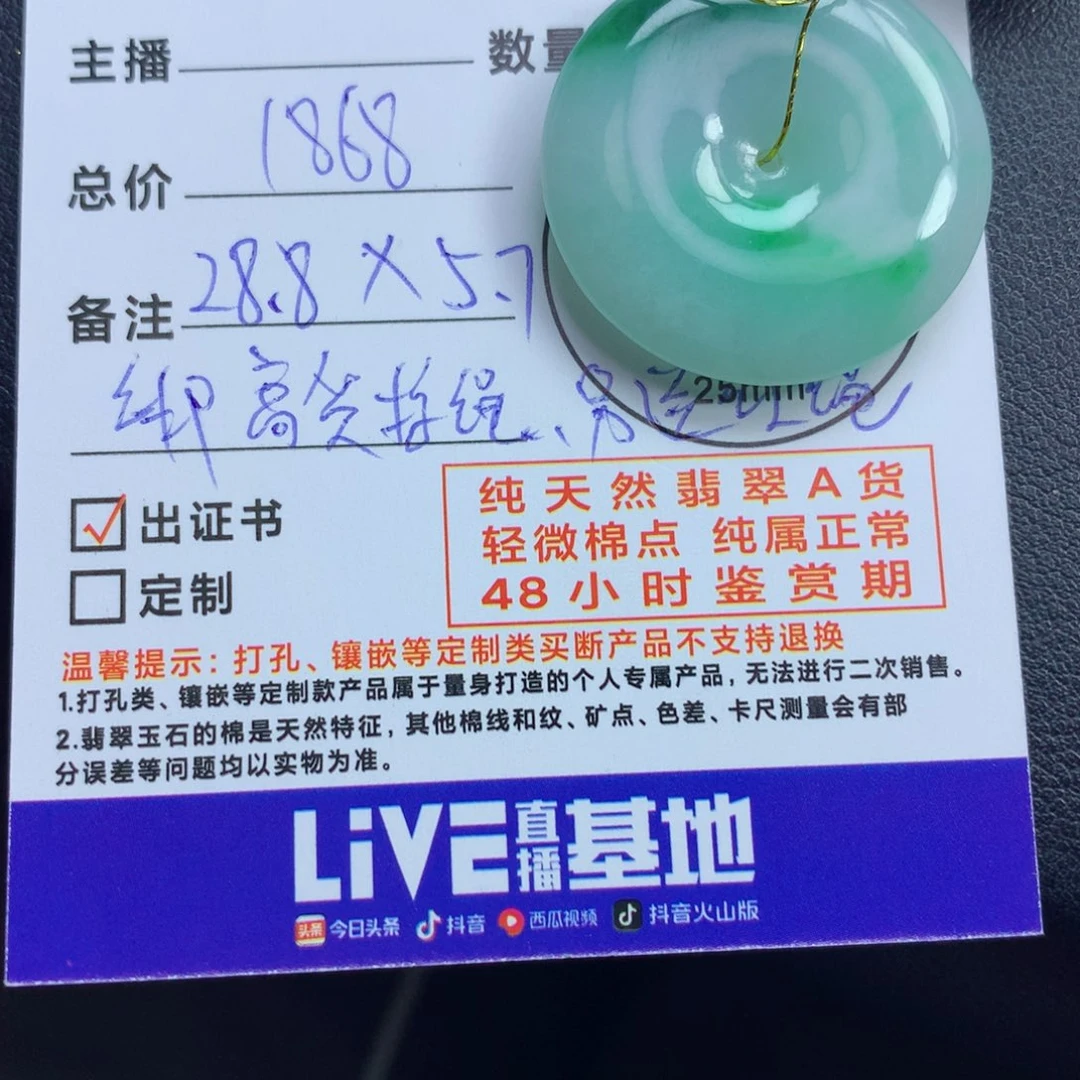 主播 数量
总价 1868
备注 28.8 × 5.7
绑高货
25mm
出证书
定制
纯天然翡翠A货
轻微棉点 纯属正常
48小时鉴赏期
温馨提示：打孔、镶嵌等定制类买断产品不支持退换
1.打孔类、镶嵌等定制款产品属于量身打造的个人专属产品，无法进行二次销售。
2.翡翠玉石的棉是天然特征，其他棉线和纹、矿点、色差、卡尺测量会有部
分误差等问题均以实物为准。
LiVE直播基地
头条 今日头条 抖音 西瓜视频 抖音火山版